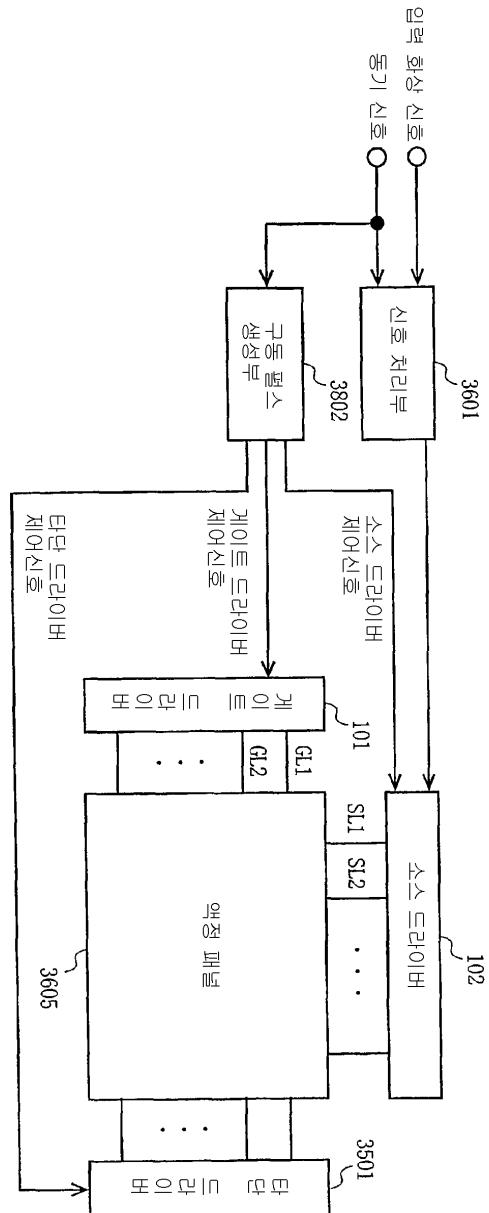 입력 화상 신호
동기 신호
신호 처리부
3601
구동 펄스
생성부
3802
소스 드라이버
제어신호
게이트 드라이버
제어신호
타단 드라이버
제어신호
게이트 드라이버
101
GL1
GL2
...
SL1
SL2
...
소스 드라이버
102
액정 패널
3605
...
타단 드라이버
3501